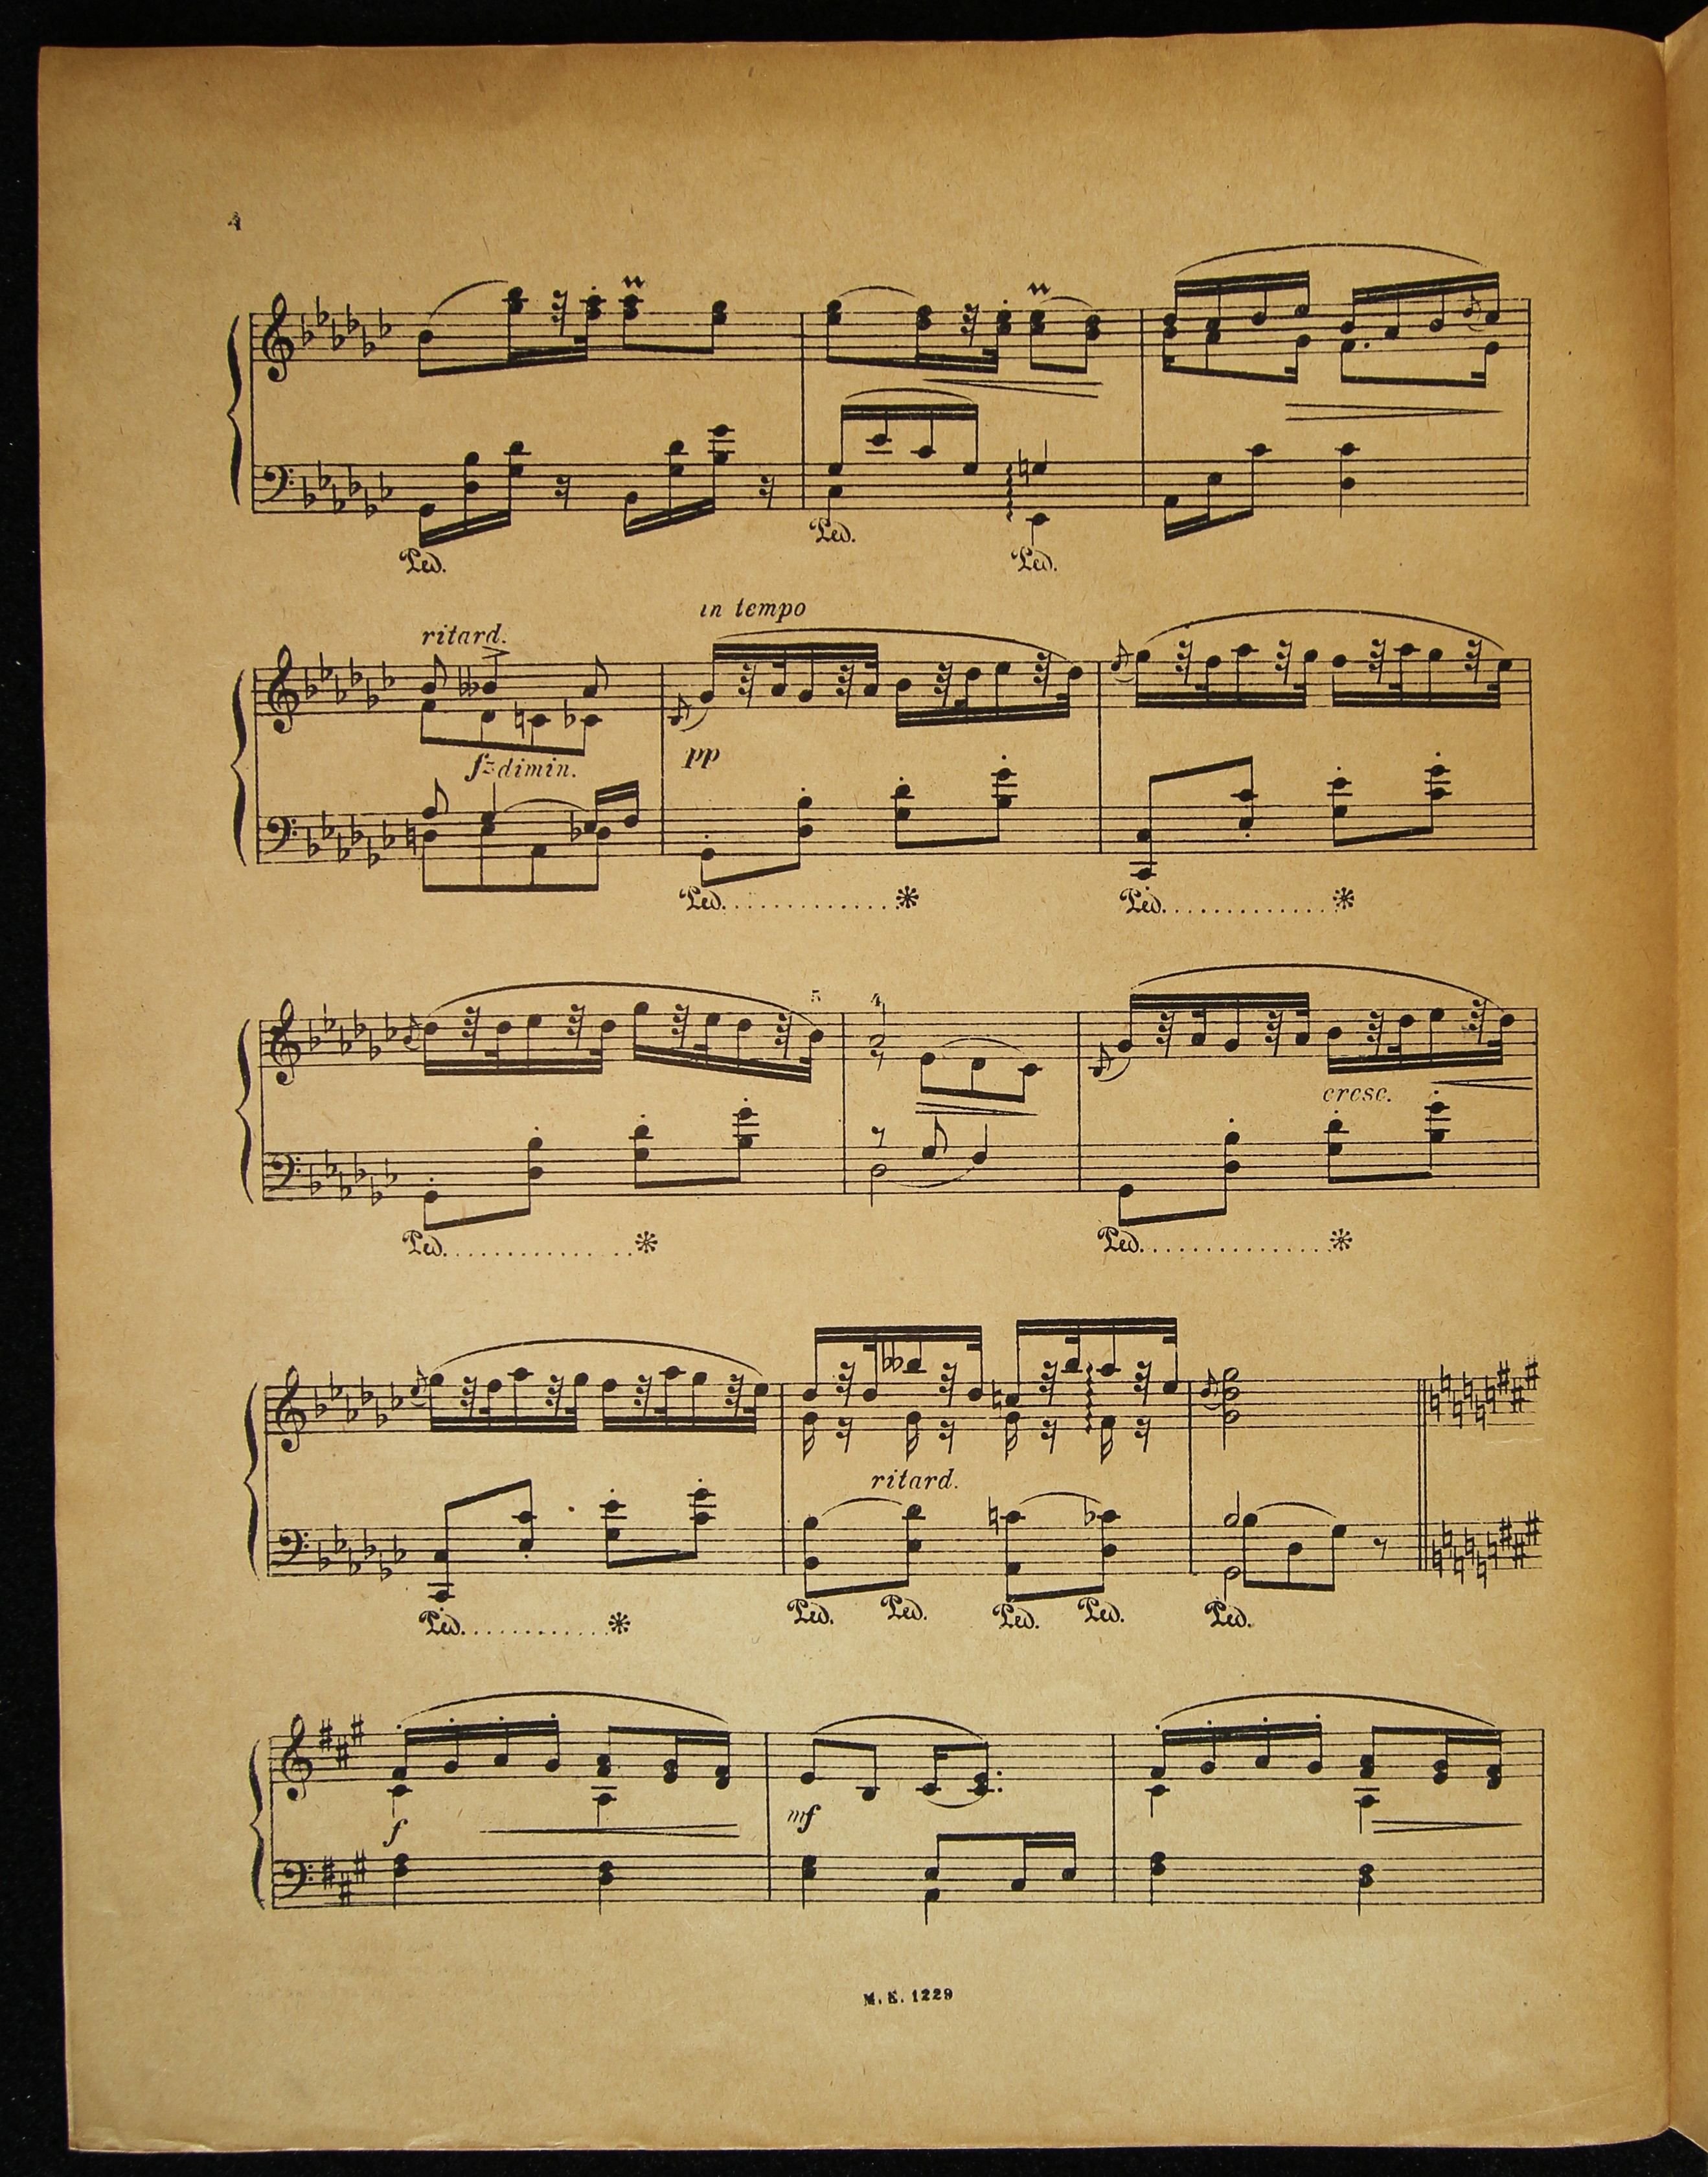 4
Ped.
Ped.
Ped.
ritard.
in tempo
fz dimin.
pp
Ped.
Ped.
5
4
cresc.
Ped.
Ped.
ritard.
Ped.
Ped.
Ped.
Ped.
Ped.
Ped.
f
mf
M. K. 1229